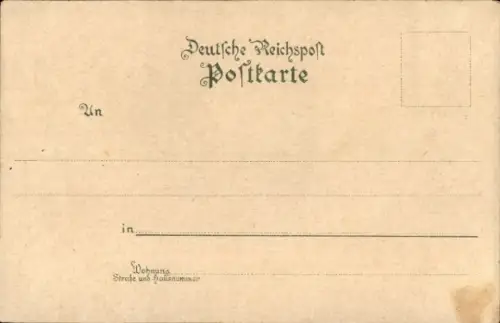 Deutsche Reichspost
Postkarte
An
in
Wohnung
Straße und Hausnummer